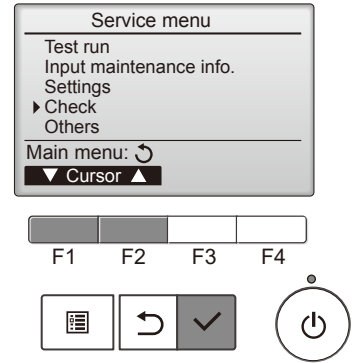 Service menu
Test run
Input maintenance info.
Settings
Check
Others
Main menu:
Cursor
F1 F2 F3 F4